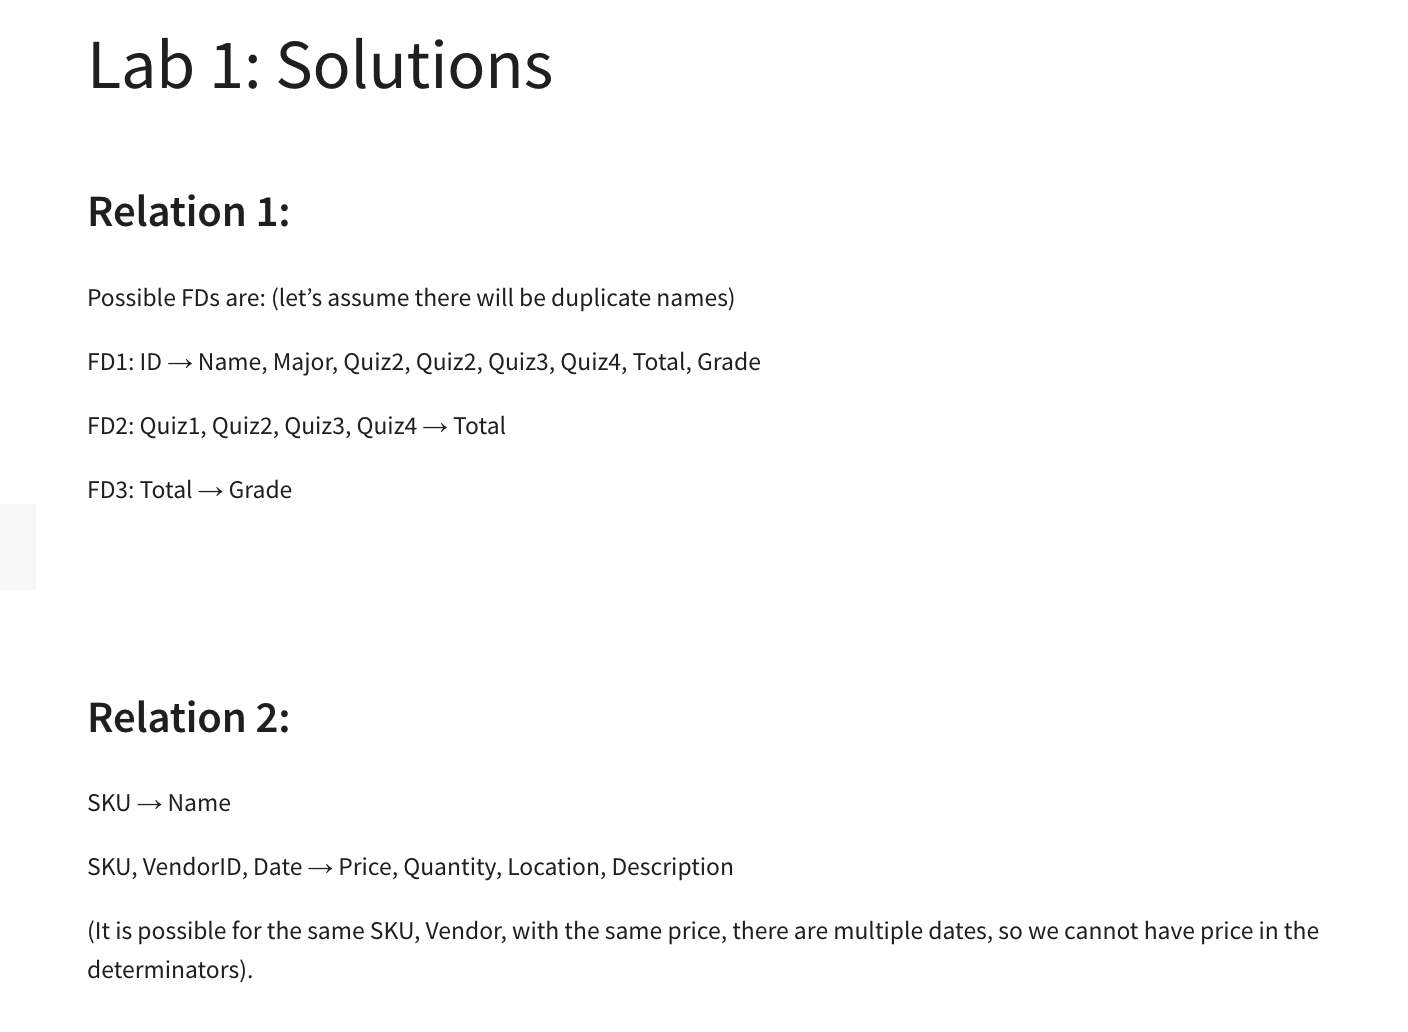 Lab 1: Solutions
Relation 1:
Possible FDs are: (let’s assume there will be duplicate names)
FD1: ID → Name, Major, Quiz2, Quiz2, Quiz3, Quiz4, Total, Grade
FD2: Quiz1, Quiz2, Quiz3, Quiz4 → Total
FD3: Total → Grade
Relation 2:
SKU → Name
SKU, VendorID, Date → Price, Quantity, Location, Description
(It is possible for the same SKU, Vendor, with the same price, there are multiple dates, so we cannot have price in the
determinators).